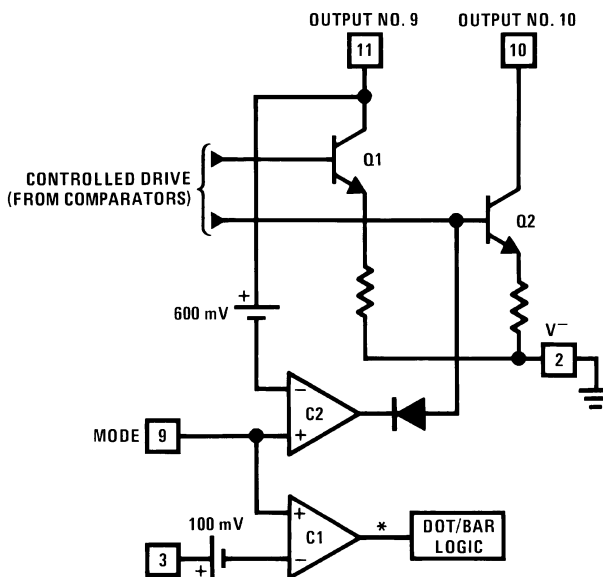 OUTPUT NO. 9
OUTPUT NO. 10
11
10
Q1
CONTROLLED DRIVE
(FROM COMPARATORS)
Q2
+
600 mV
V−
2
−
C2
+
MODE 9
+
C1
−
100 mV
*
DOT/BAR
LOGIC
3
+